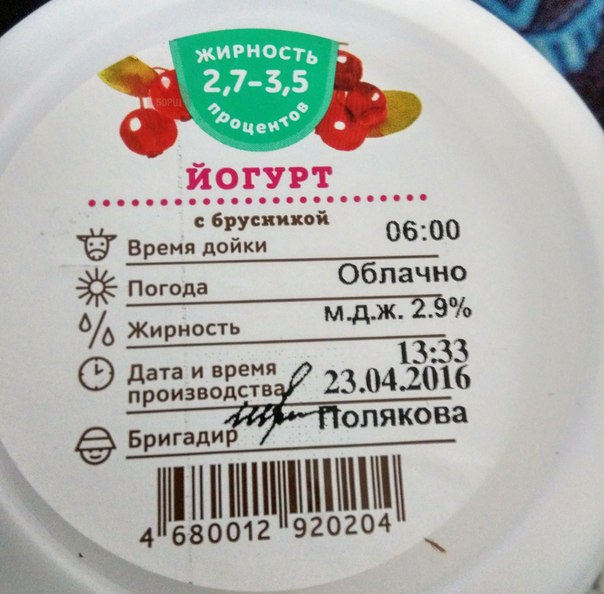 ЖИРНОСТЬ
2,7–3,5
процентов
ЙОГУРТ
с брусникой
Время дойки 06:00
Погода Облачно
Жирность м.д.ж. 2.9%
Дата и время 13:33
производства 23.04.2016
Бригадир Полякова
4 680012 920204